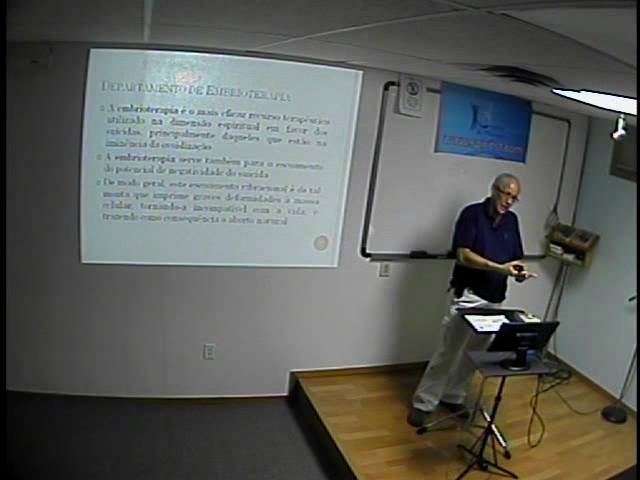 DEPARTAMENTO DE EMBRIOTERAPIA
A embrioterapia é o mais eficaz recurso terapêutico
utilizado na dimensão espiritual em favor dos
suicidas, principalmente daqueles que estão na
iminência da ovoidização.
A embrioterapia serve também para o escoamento
do potencial de negatividade do suicida
De modo geral, este escoamento vibracional é de tal
monta que imprime graves deformidades à massa
celular, tornando-a incompatível com a vida, e
trazendo como consequência o aborto natural